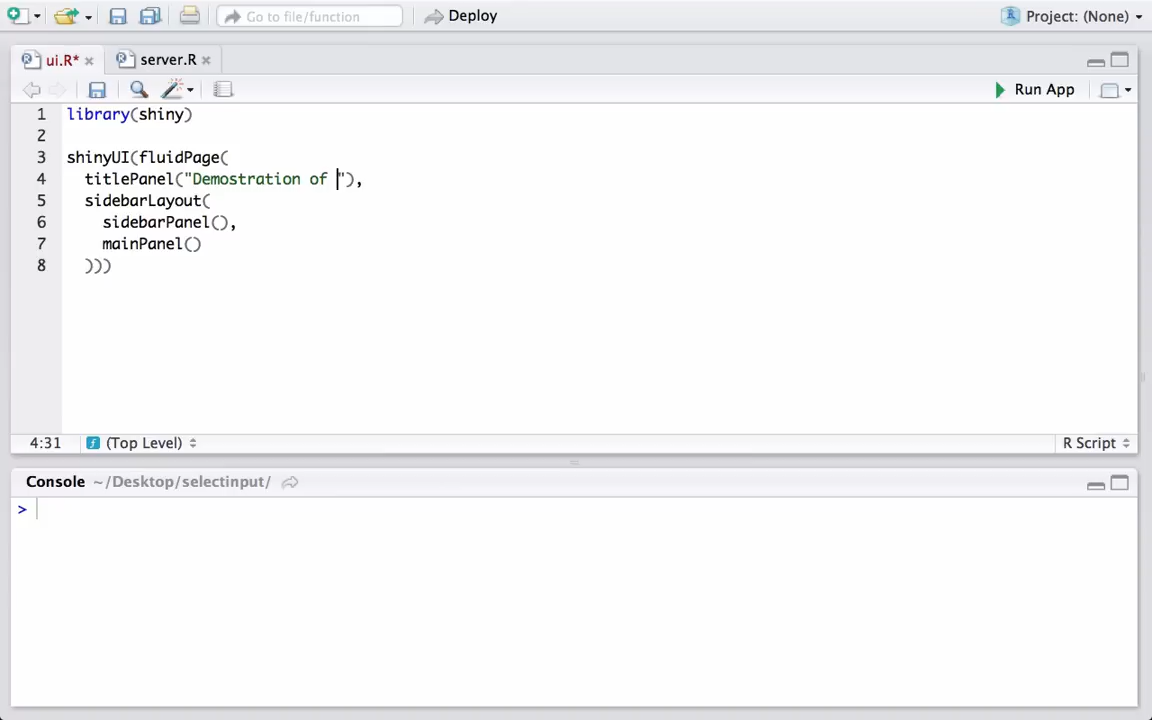 Go to file/function Deploy Project: (None)
ui.R* server.R
Run App
1 library(shiny)
2
3 shinyUI(fluidPage(
4 titlePanel("Demostration of "),
5 sidebarLayout(
6 sidebarPanel(),
7 mainPanel()
8 )))
4:31 (Top Level) R Script
Console ~/Desktop/selectinput/
>